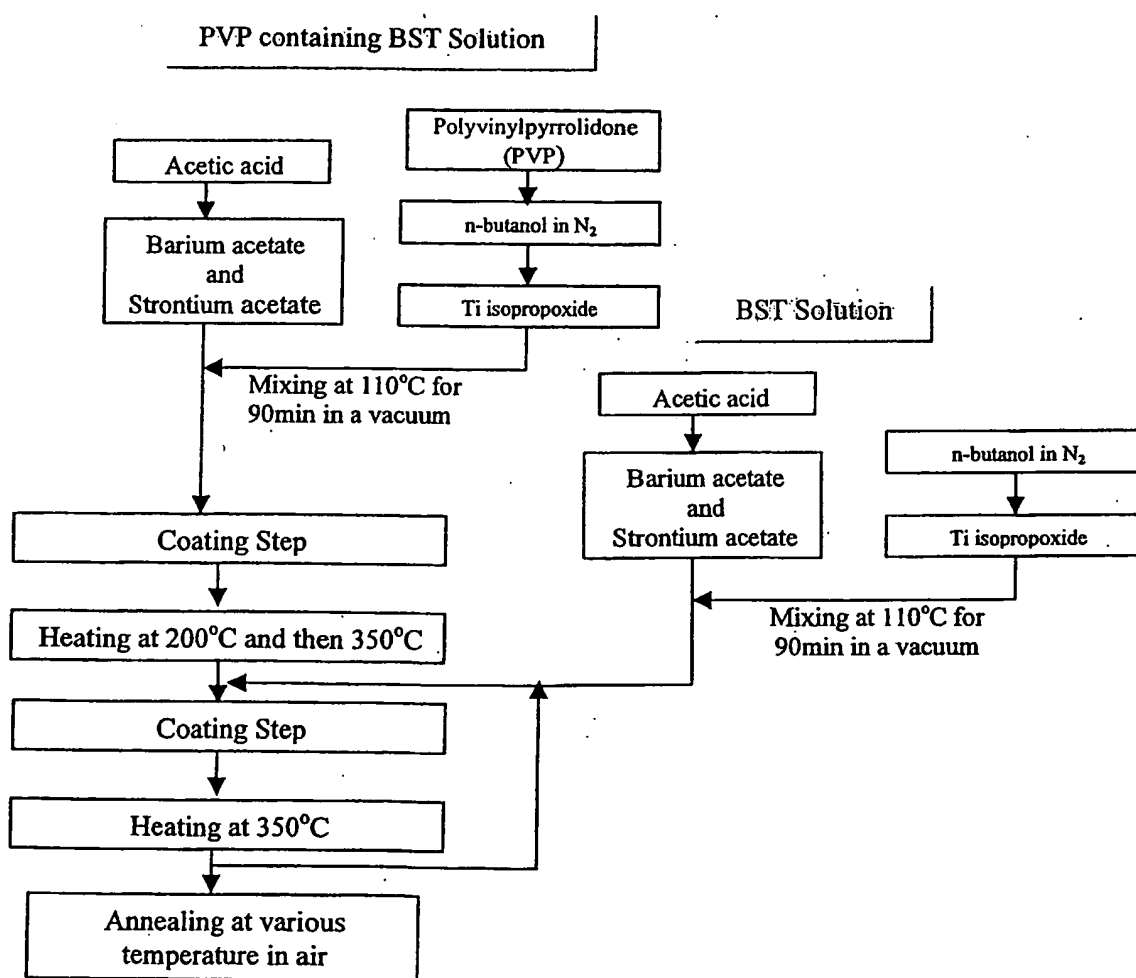 PVP containing BST Solution
Polyvinylpyrrolidone
(PVP)
Acetic acid
n-butanol in N₂
Barium acetate
and
Strontium acetate
Ti isopropoxide
BST Solution
Mixing at 110°C for
90min in a vacuum
Acetic acid
n-butanol in N₂
Barium acetate
and
Strontium acetate
Ti isopropoxide
Coating Step
Mixing at 110°C for
90min in a vacuum
Heating at 200°C and then 350°C
Coating Step
Heating at 350°C
Annealing at various
temperature in air